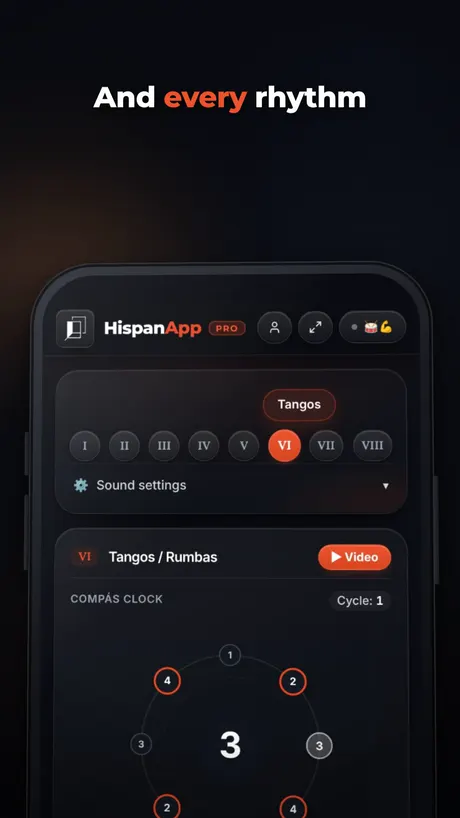 And every rhythm
HispanApp PRO
Tangos
I II III IV V VI VII VIII
Sound settings
VI Tangos / Rumbas Video
COMPÁS CLOCK Cycle: 1
1
4 2
3 3 3
2 4